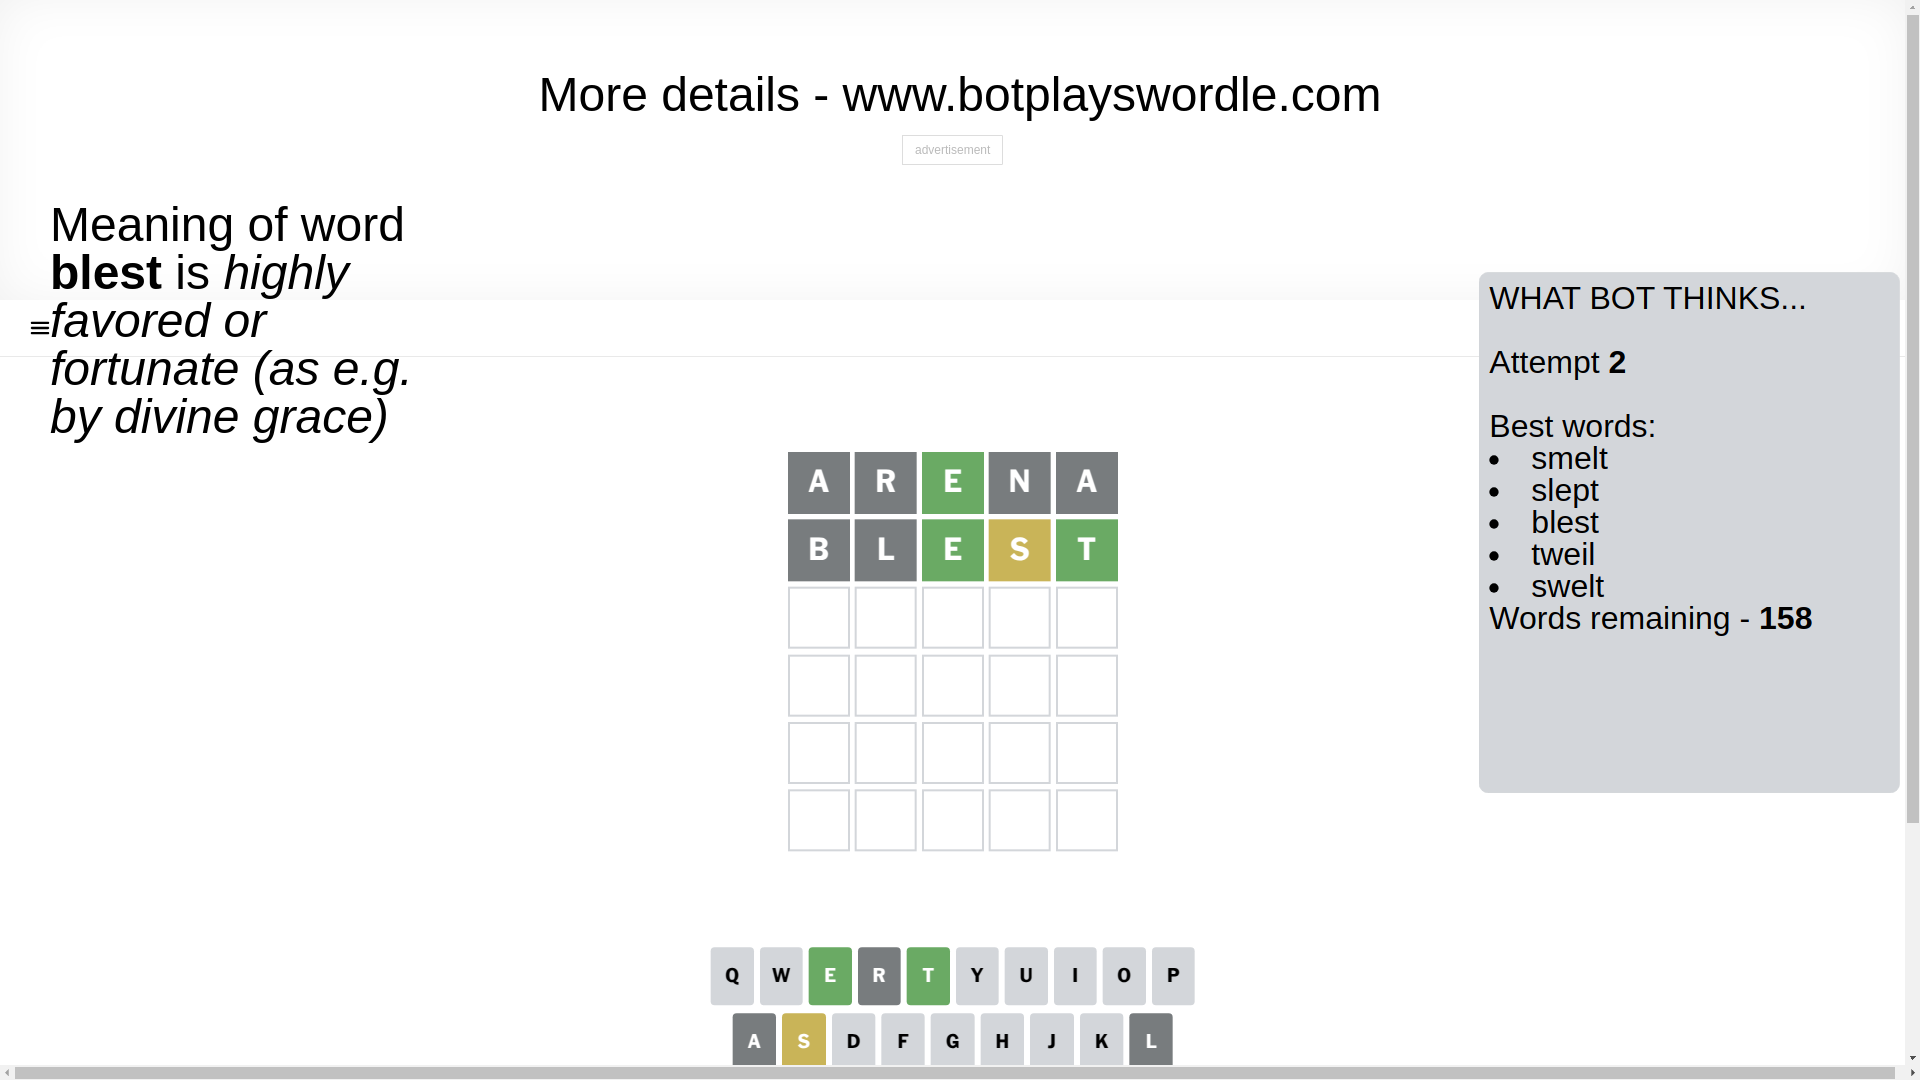 More details - www.botplayswordle.com
advertisement
Meaning of word
blest is highly
favored or
fortunate (as e.g.
by divine grace)
WHAT BOT THINKS...
Attempt 2
Best words:
• smelt
• slept
• blest
• tweil
• swelt
Words remaining - 158
A R E N A
B L E S T
Q W E R T Y U I O P
A S D F G H J K L